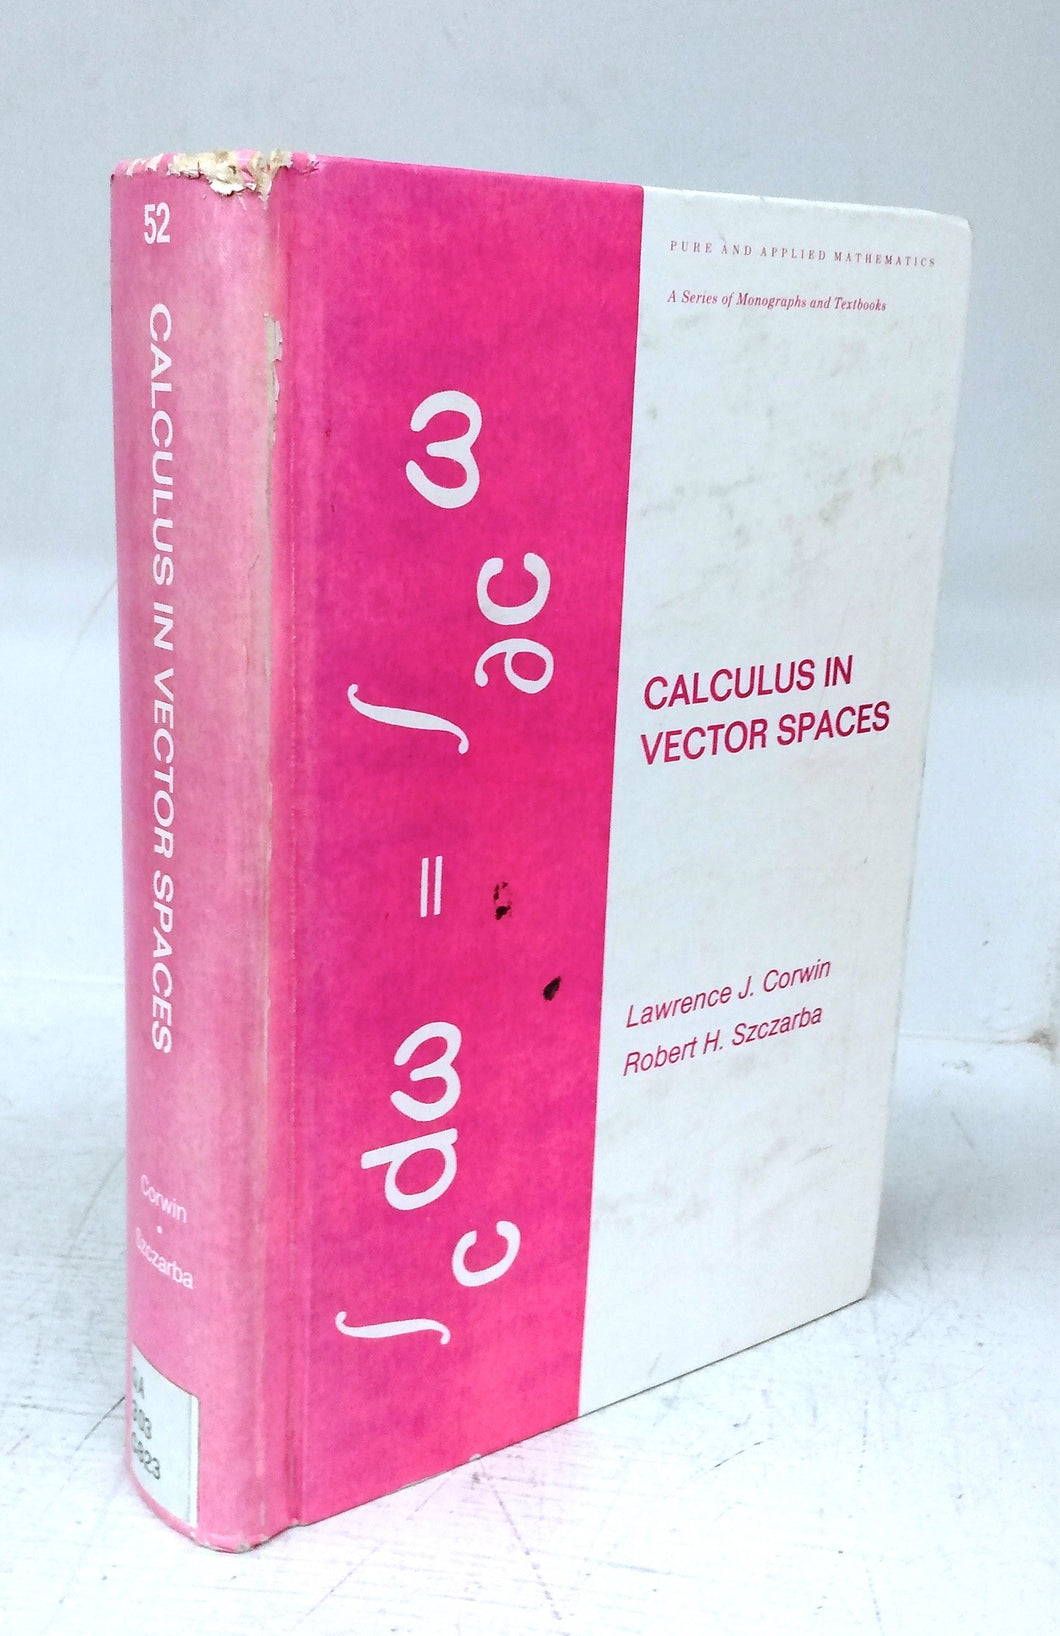 52
CALCULUS IN VECTOR SPACES
Corwin
•
Szczarba
∫c dω = ∫∂c ω
PURE AND APPLIED MATHEMATICS
A Series of Monographs and Textbooks
CALCULUS IN
VECTOR SPACES
Lawrence J. Corwin
Robert H. Szczarba